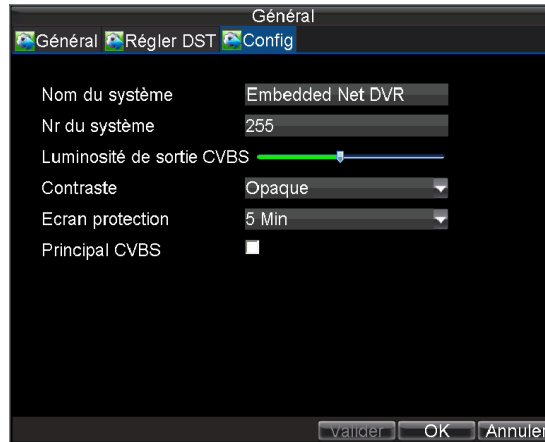 Général
Général Régler DST Config
Nom du système Embedded Net DVR
Nr du système 255
Luminosité de sortie CVBS
Contraste Opaque
Ecran protection 5 Min
Principal CVBS
Valider OK Annuler